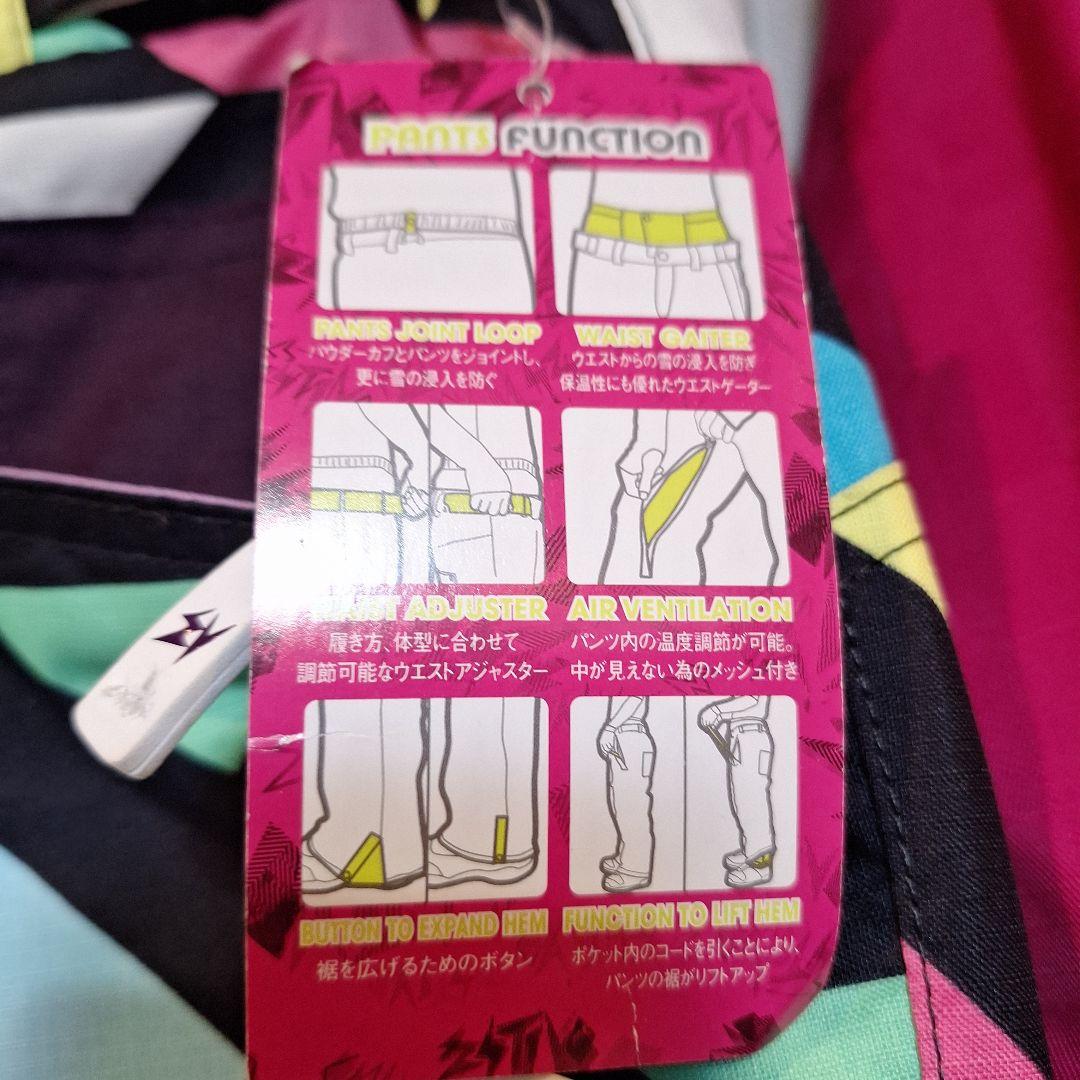 PANTS FUNCTION
PANTS JOINT LOOP
パウダーカフとパンツをジョイントし、
更に雪の浸入を防ぐ
WAIST GAITER
ウエストからの雪の浸入を防ぎ
保温性にも優れたウエストゲーター
WAIST ADJUSTER
履き方、体型に合わせて
調節可能なウエストアジャスター
AIR VENTILATION
パンツ内の温度調節が可能。
中が見えない為のメッシュ付き
BUTTON TO EXPAND HEM
裾を広げるためのボタン
FUNCTION TO LIFT HEM
ポケット内のコードを引くことにより、
パンツの裾がリフトアップ